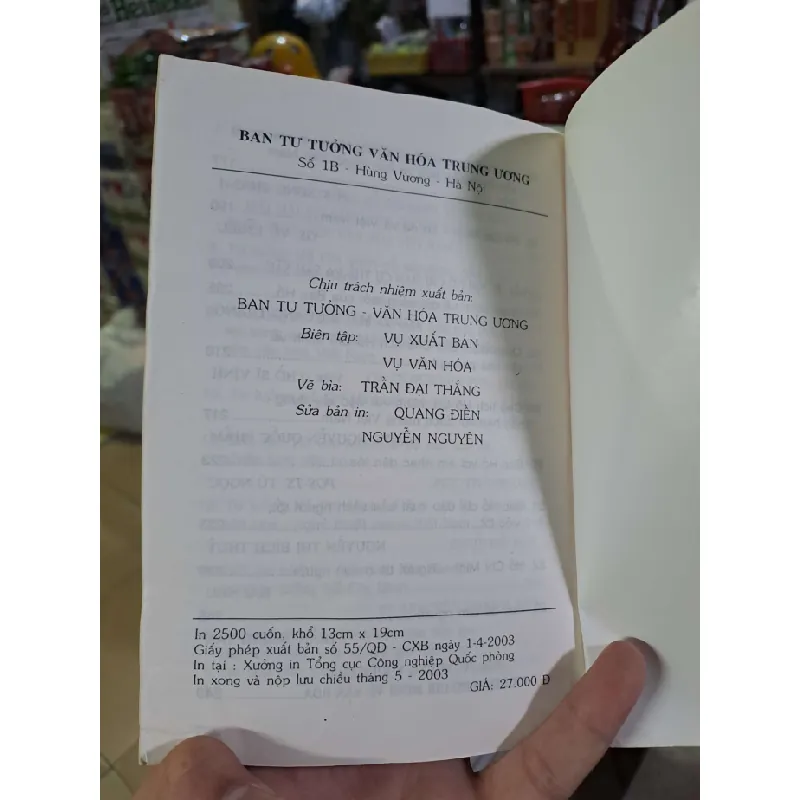 Heineken
BAN TƯ TƯỞNG VĂN HÓA TRUNG ƯƠNG
Số 1B - Hùng Vương - Hà Nộ
Chịu trách nhiệm xuất bản:
BAN TƯ TƯỞNG - VĂN HÓA TRUNG ƯƠNG
Biên tập: VỤ XUẤT BẢN
VỤ VĂN HÓA
Vẽ bìa: TRẦN ĐẠI THẮNG
Sửa bản in: QUANG ĐIỀN
NGUYỄN NGUYÊN
In 2500 cuốn, khổ 13cm x 19cm
Giấy phép xuất bản số 55/QD - CXB ngày 1-4-2003
In tại : Xưởng in Tổng cục Công nghiệp Quốc phòng
In xong và nộp lưu chiểu tháng 5 - 2003
GIÁ: 27.000 Đ